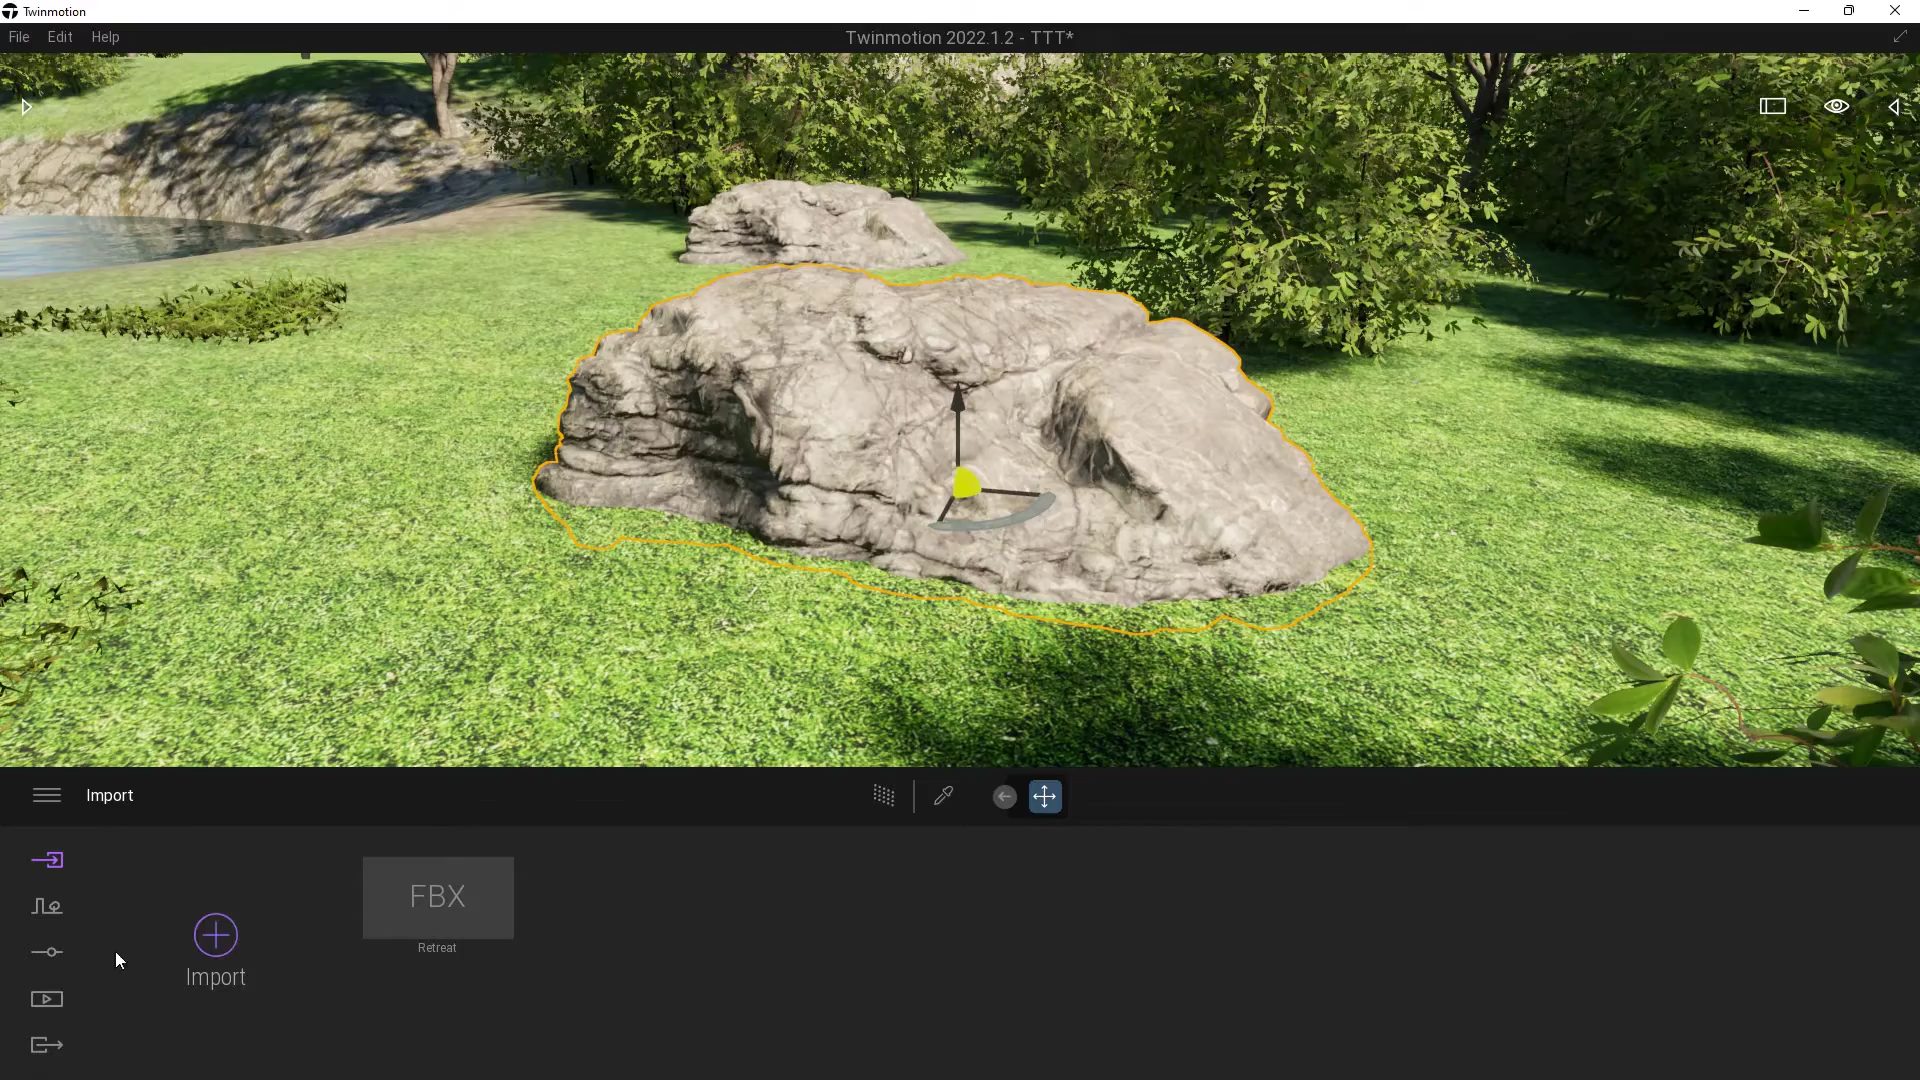 Twinmotion
File Edit Help
Twinmotion 2022.1.2 - TTT*
Import
Import
FBX
Retreat